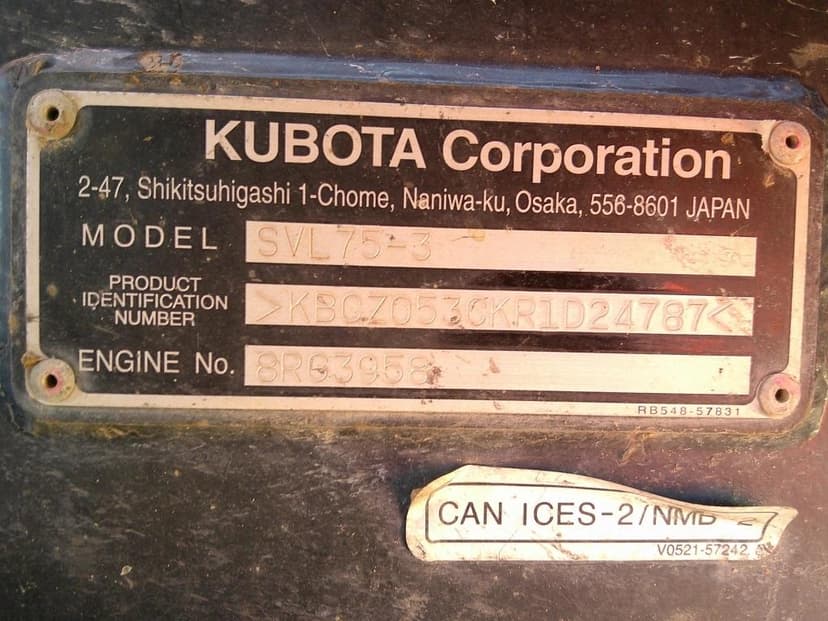 KUBOTA Corporation
2-47, Shikitsuhigashi 1-Chome, Naniwa-ku, Osaka, 556-8601 JAPAN
MODEL SVL75-3
PRODUCT
IDENTIFICATION
NUMBER
>KBCZ053CKR1D24787<
ENGINE No. 8RG3958
RB548-57831
CAN ICES-2/NMB-2
V0521-57242